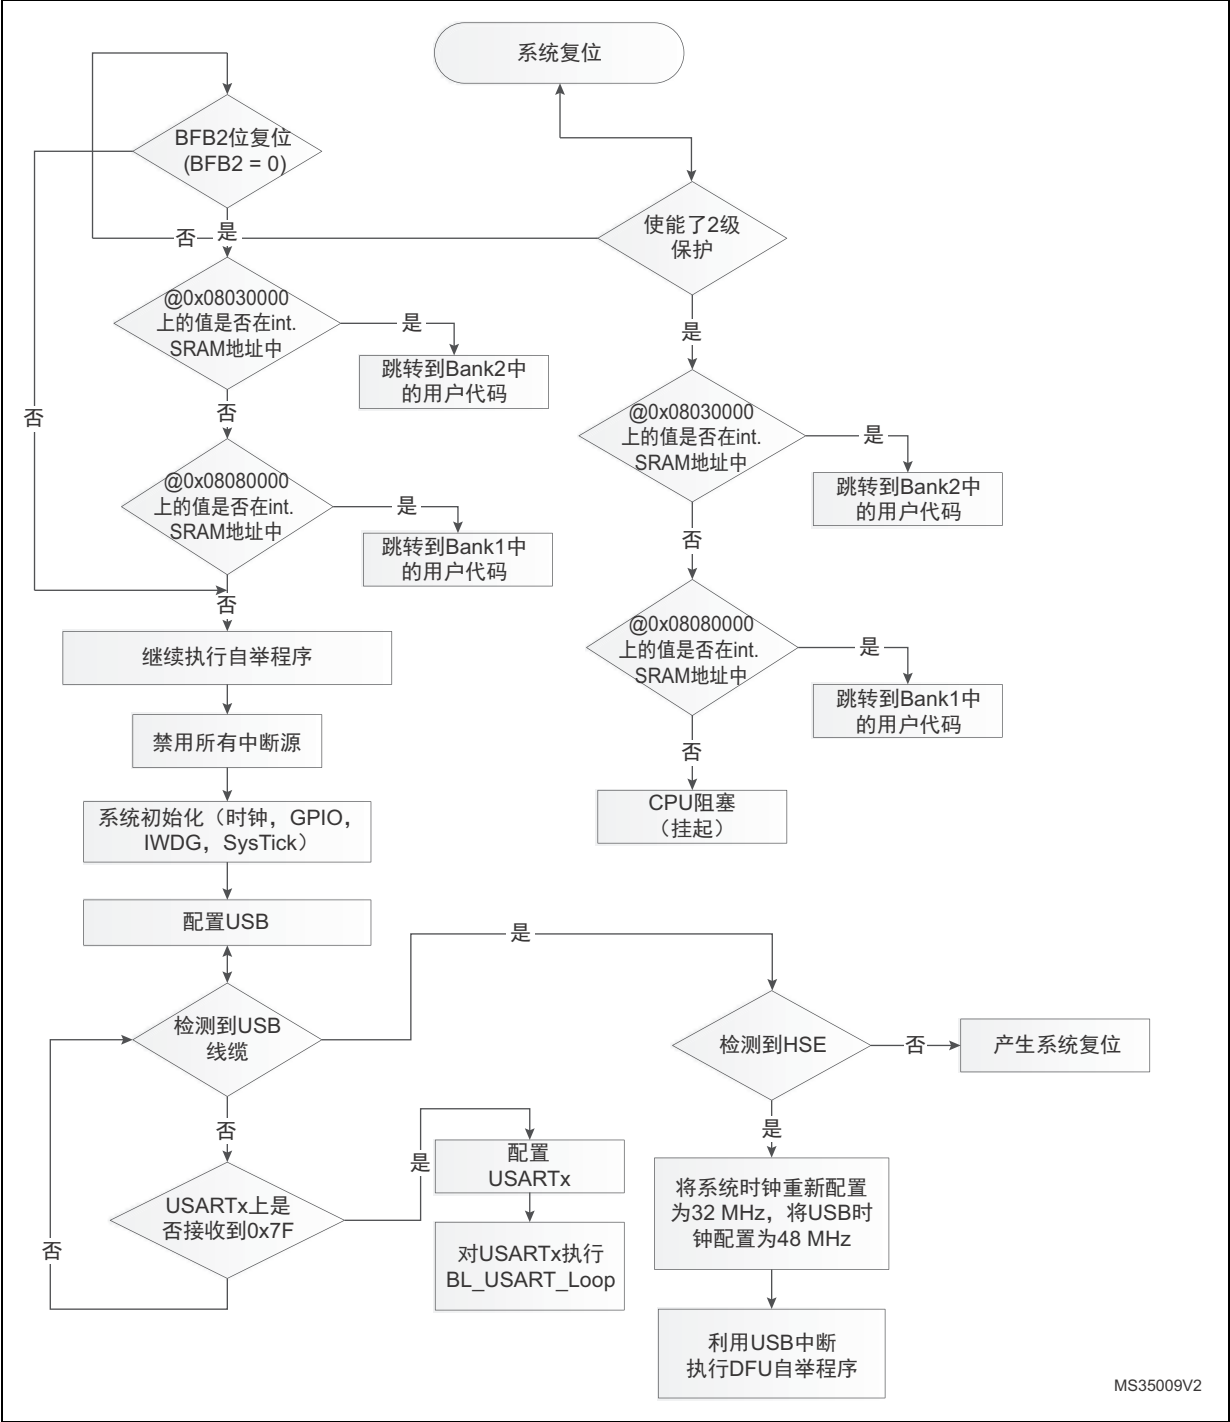 系统复位
BFB2位复位
(BFB2 = 0)
否
是
使能了2级
保护
@0x08030000
上的值是否在int.
SRAM地址中
是
跳转到Bank2中
的用户代码
是
否
否
@0x08030000
上的值是否在int.
SRAM地址中
是
跳转到Bank2中
的用户代码
@0x08080000
上的值是否在int.
SRAM地址中
是
跳转到Bank1中
的用户代码
否
否
@0x08080000
上的值是否在int.
SRAM地址中
是
跳转到Bank1中
的用户代码
继续执行自举程序
禁用所有中断源
否
CPU阻塞
（挂起）
系统初始化（时钟，GPIO，
IWDG，SysTick）
配置USB
是
检测到USB
线缆
检测到HSE
否
产生系统复位
否
是
是
配置
USARTx
USARTx上是
否接收到0x7F
否
对USARTx执行
BL_USART_Loop
将系统时钟重新配置
为32 MHz，将USB时
钟配置为48 MHz
利用USB中断
执行DFU自举程序
MS35009V2